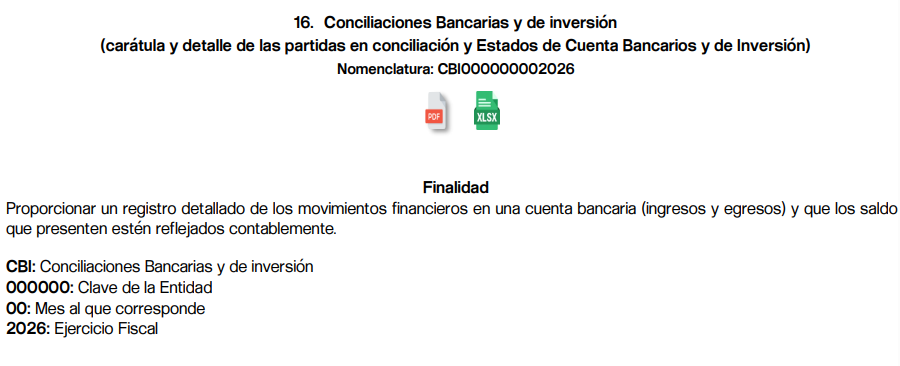 16. Conciliaciones Bancarias y de inversión
(carátula y detalle de las partidas en conciliación y Estados de Cuenta Bancarios y de Inversión)
Nomenclatura: CBI000000002026
PDF XLSX
Finalidad
Proporcionar un registro detallado de los movimientos financieros en una cuenta bancaria (ingresos y egresos) y que los saldo
que presenten estén reflejados contablemente.
CBI: Conciliaciones Bancarias y de inversión
000000: Clave de la Entidad
00: Mes al que corresponde
2026: Ejercicio Fiscal